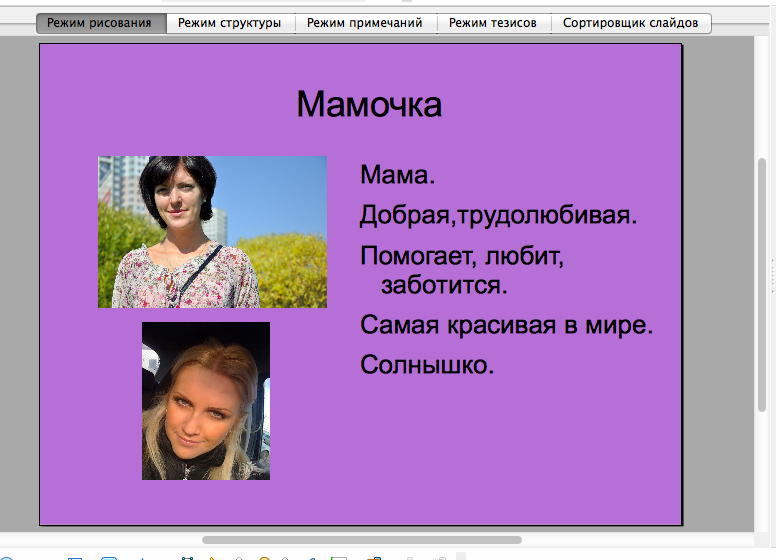 Режим рисования Режим структуры Режим примечаний Режим тезисов Сортировщик слайдов
Мамочка
Мама.
Добрая,трудолюбивая.
Помогает, любит,
заботится.
Самая красивая в мире.
Солнышко.